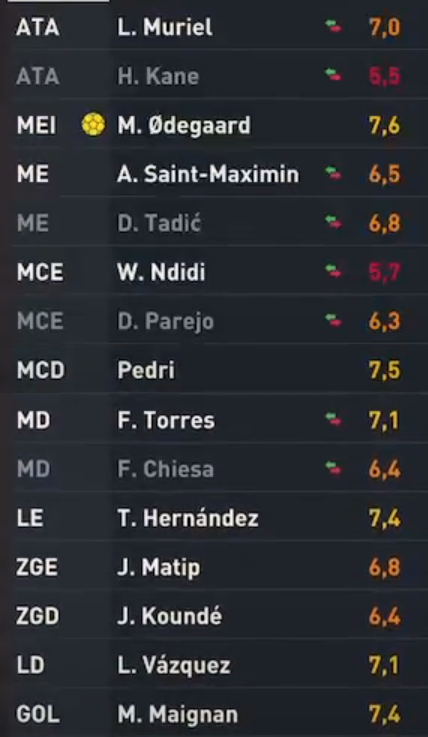 ATA L. Muriel 7,0
ATA H. Kane 5,5
MEI M. Ødegaard 7,6
ME A. Saint-Maximin 6,5
ME D. Tadić 6,8
MCE W. Ndidi 5,7
MCE D. Parejo 6,3
MCD Pedri 7,5
MD F. Torres 7,1
MD F. Chiesa 6,4
LE T. Hernández 7,4
ZGE J. Matip 6,8
ZGD J. Koundé 6,4
LD L. Vázquez 7,1
GOL M. Maignan 7,4